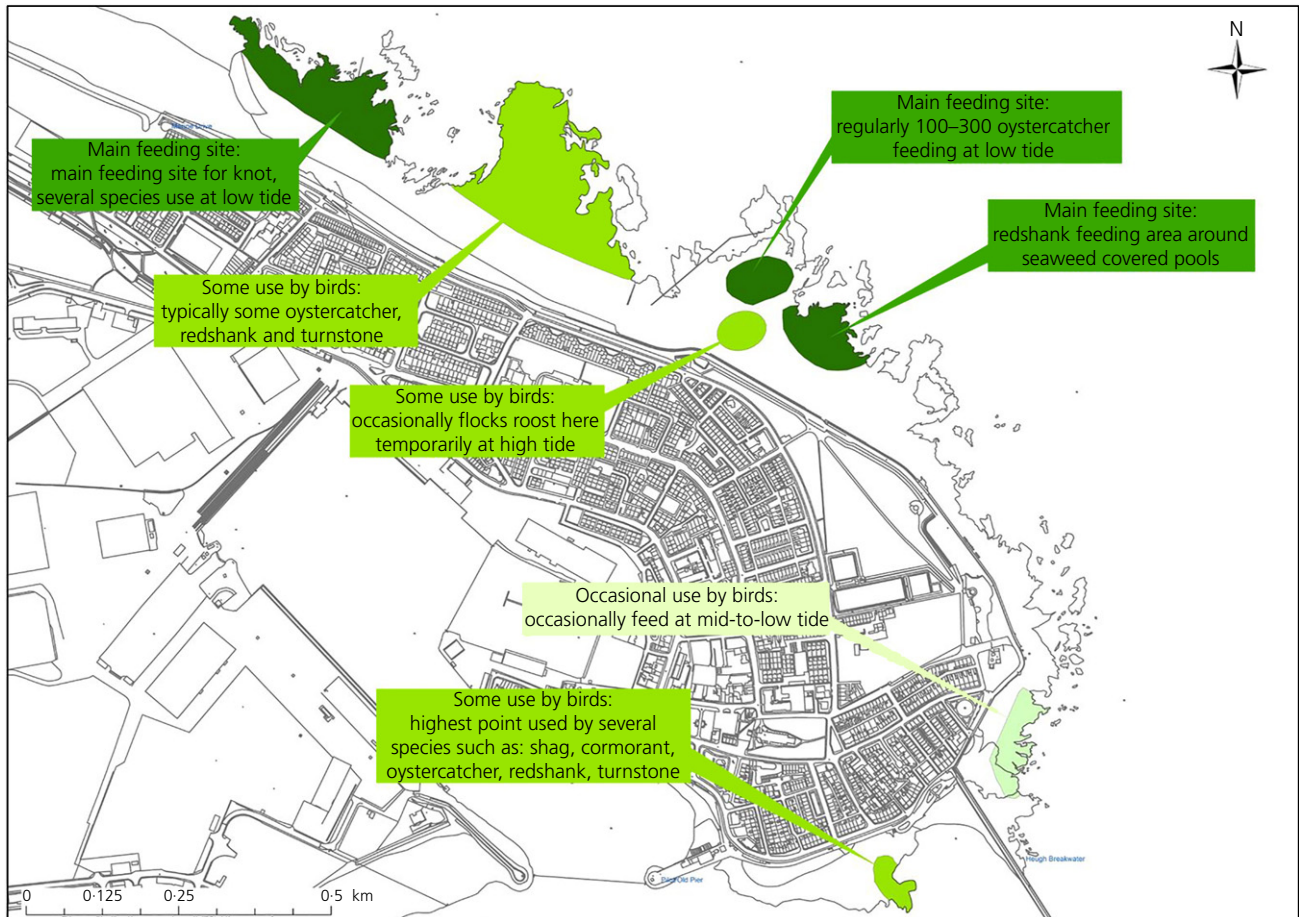 N
Marine Drive
Main feeding site:
main feeding site for knot,
several species use at low tide
Main feeding site:
regularly 100–300 oystercatcher
feeding at low tide
Main feeding site:
redshank feeding area around
seaweed covered pools
Some use by birds:
typically some oystercatcher,
redshank and turnstone
Some use by birds:
occasionally flocks roost here
temporarily at high tide
Occasional use by birds:
occasionally feed at mid-to-low tide
Some use by birds:
highest point used by several
species such as: shag, cormorant,
oystercatcher, redshank, turnstone
Heugh Breakwater
Old Pier
0 0·125 0·25 0·5 km